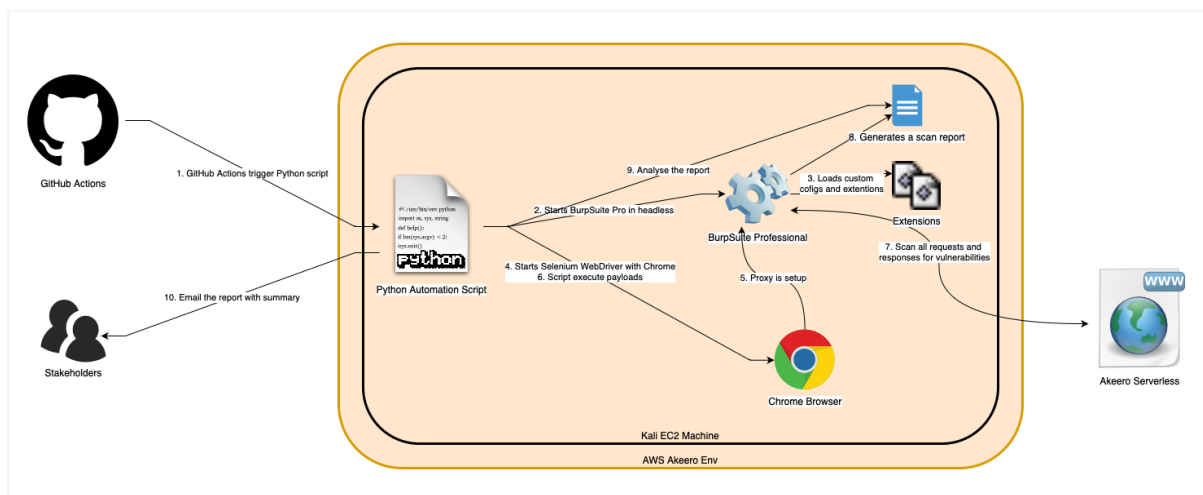 GitHub Actions
1. GitHub Actions trigger Python script
#! /usr/bin/env python
import os, sys, string
def help():
if len(sys.argv) < 2:
sys.exit()
python
Python Automation Script
10. Email the report with summary
Stakeholders
9. Analyse the report
2. Starts BurpSuite Pro in headless
4. Starts Selenium WebDriver with Chrome
6. Script execute payloads
BurpSuite Professional
8. Generates a scan report
3. Loads custom
cofigs and extentions
Extensions
5. Proxy is setup
7. Scan all requests and
responses for vulnerabilities
Chrome Browser
WWW
Akeero Serverless
Kali EC2 Machine
AWS Akeero Env